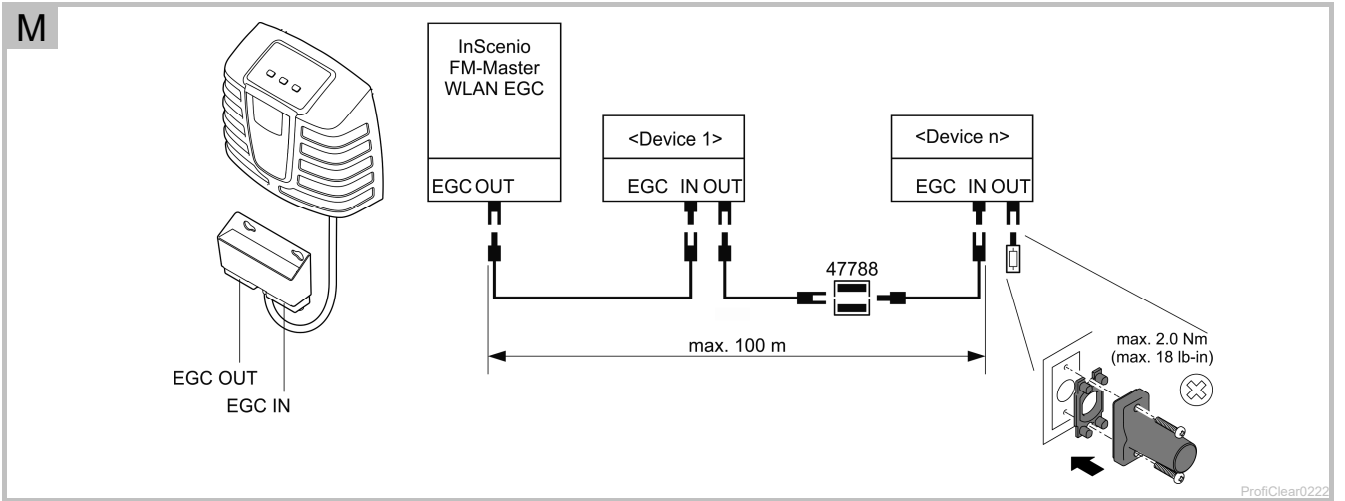 M
InScenio
FM-Master
WLAN EGC
EGC OUT
<Device 1>
EGC IN OUT
<Device n>
EGC IN OUT
47788
max. 100 m
max. 2.0 Nm
(max. 18 lb-in)
EGC OUT
EGC IN
ProfiClear0222